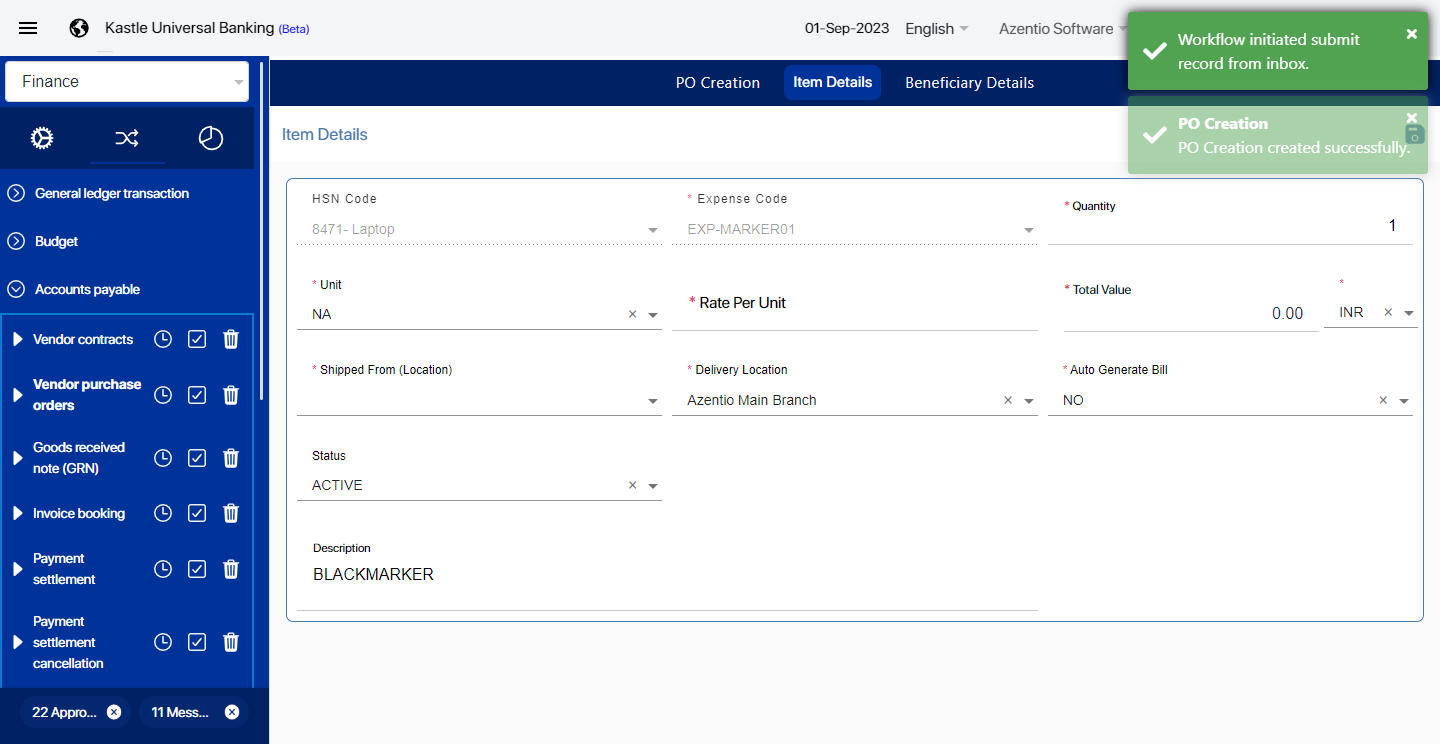 Kastle Universal Banking (Beta)
01-Sep-2023
English
Azentio Software
Workflow initiated submit
record from inbox.
PO Creation
PO Creation created successfully.
Finance
PO Creation
Item Details
Beneficiary Details
Item Details
General ledger transaction
Budget
Accounts payable
Vendor contracts
Vendor purchase
orders
Goods received
note (GRN)
Invoice booking
Payment
settlement
Payment
settlement
cancellation
22 Appro...
11 Mess...
HSN Code
8471- Laptop
* Expense Code
EXP-MARKER01
* Quantity
1
* Unit
NA
* Rate Per Unit
* Total Value
0.00
*
INR
* Shipped From (Location)
* Delivery Location
Azentio Main Branch
* Auto Generate Bill
NO
Status
ACTIVE
Description
BLACKMARKER